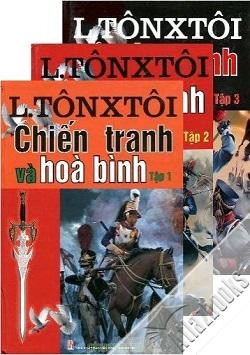 L.TÔNXTÔI
Tập 3
L.TÔNXTÔI
Tập 2
L.TÔNXTÔI
Chiến tranh
và hoà bình
Tập 1